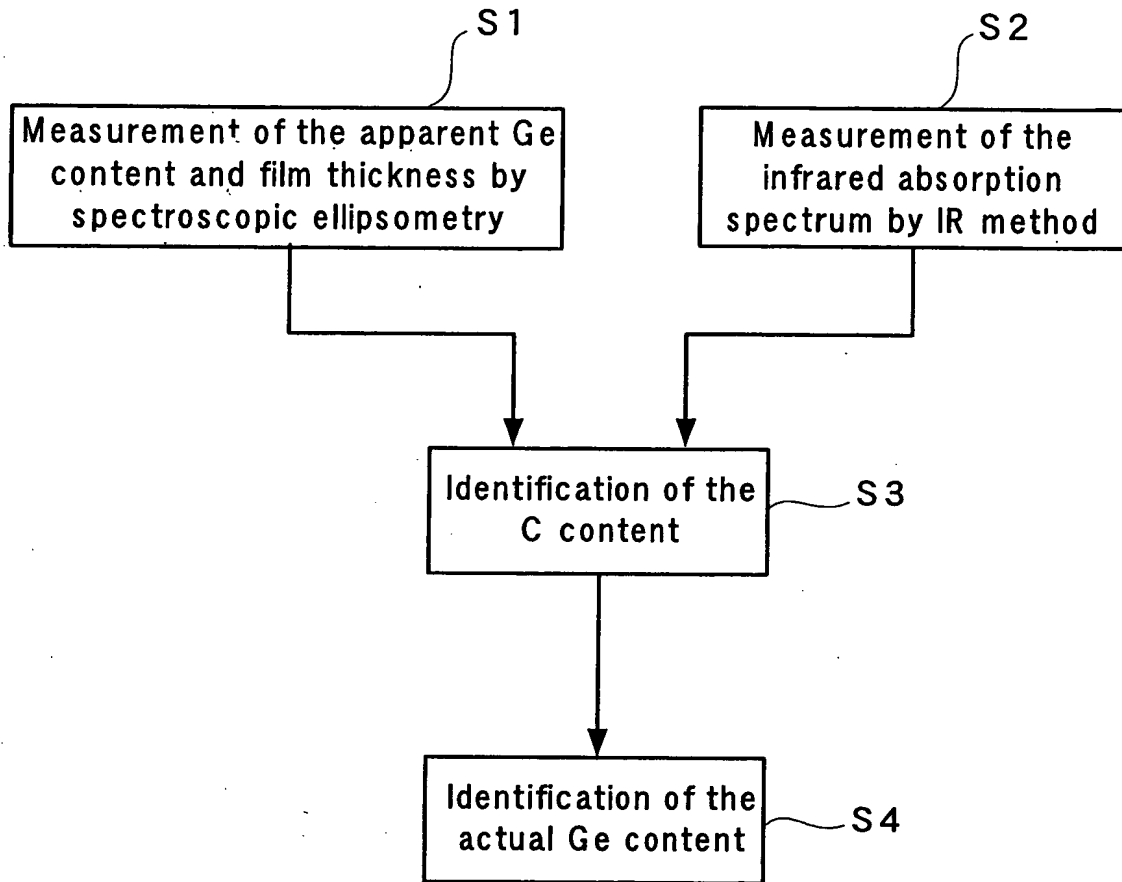 S1
S2
Measurement of the apparent Ge
content and film thickness by
spectroscopic ellipsometry
Measurement of the
infrared absorption
spectrum by IR method
Identification of the
C content
S3
Identification of the
actual Ge content
S4